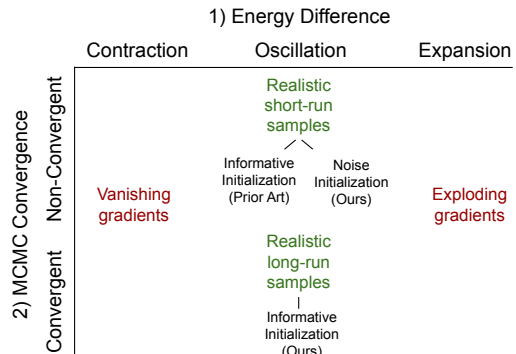 1) Energy Difference
Contraction Oscillation Expansion
2) MCMC Convergence
Non-Convergent
Convergent
Realistic
short-run
samples
Informative
Initialization
(Prior Art)
Noise
Initialization
(Ours)
Vanishing
gradients
Exploding
gradients
Realistic
long-run
samples
Informative
Initialization
(Ours)